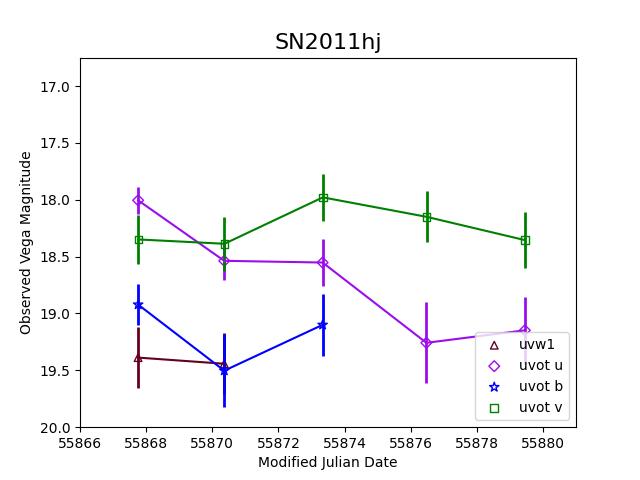 SN2011hj
Observed Vega Magnitude
17.0
17.5
18.0
18.5
19.0
19.5
20.0
uvw1
uvot u
uvot b
uvot v
55866 55868 55870 55872 55874 55876 55878 55880
Modified Julian Date